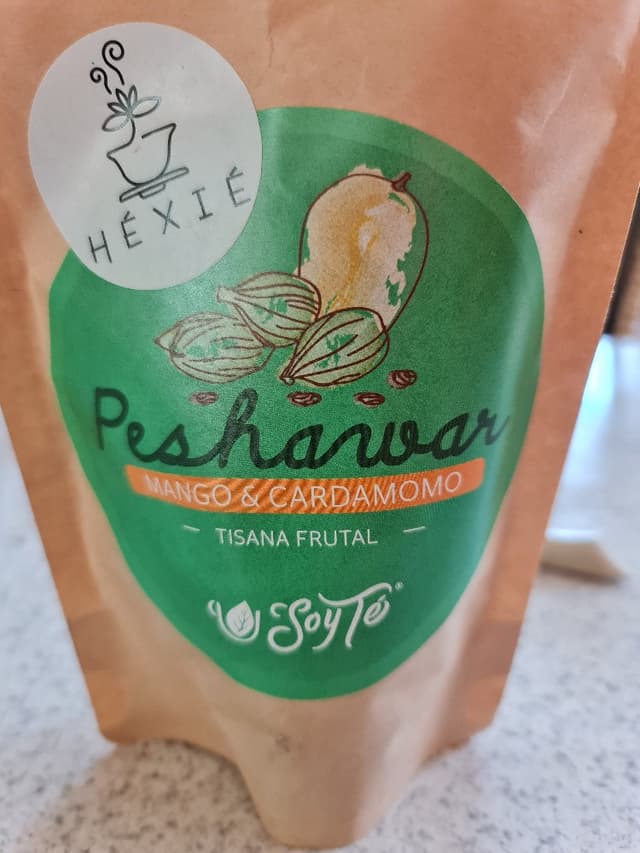 HÉXIÉ
Peshawar
MANGO & CARDAMOMO
— TISANA FRUTAL —
SoyTé®